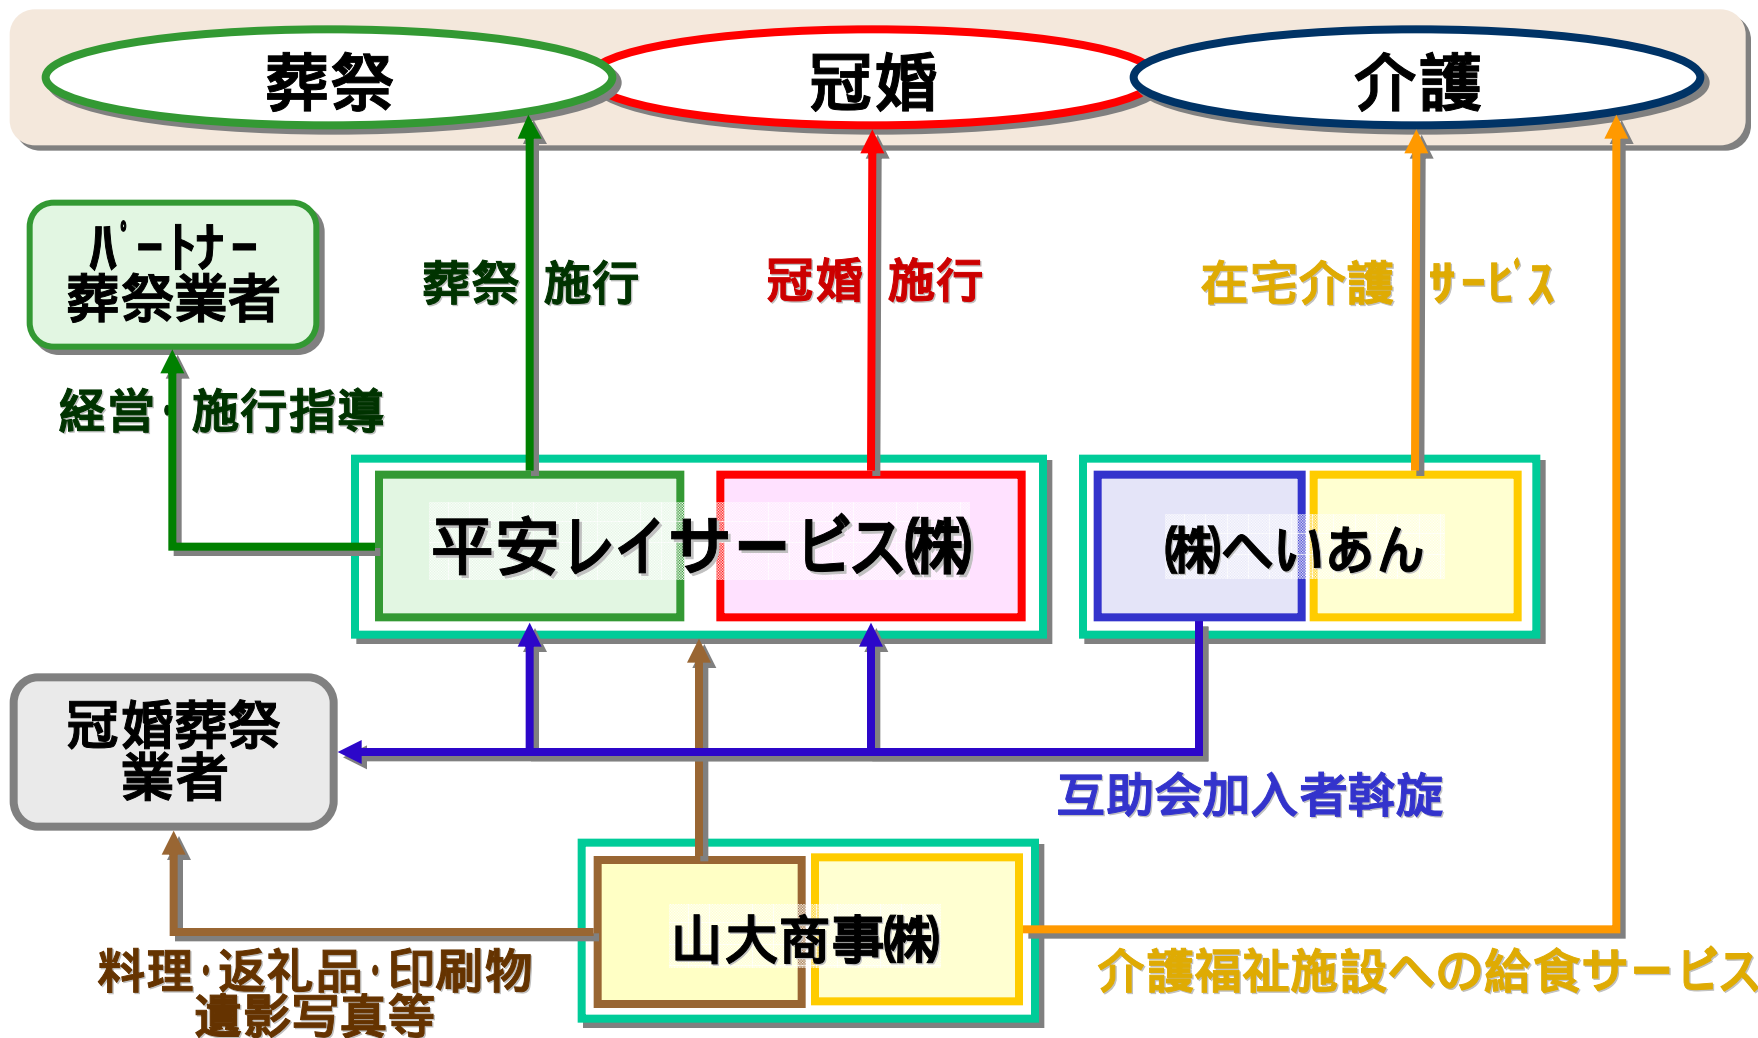 葬祭
冠婚
介護
ﾊﾟｰﾄﾅｰ
葬祭業者
葬祭 施行
冠婚 施行
在宅介護 ｻｰﾋﾞｽ
経営・施行指導
平安レイサービス㈱
㈱へいあん
冠婚葬祭
業者
互助会加入者斡旋
山大商事㈱
料理・返礼品・印刷物
遺影写真等
介護福祉施設への給食サービス